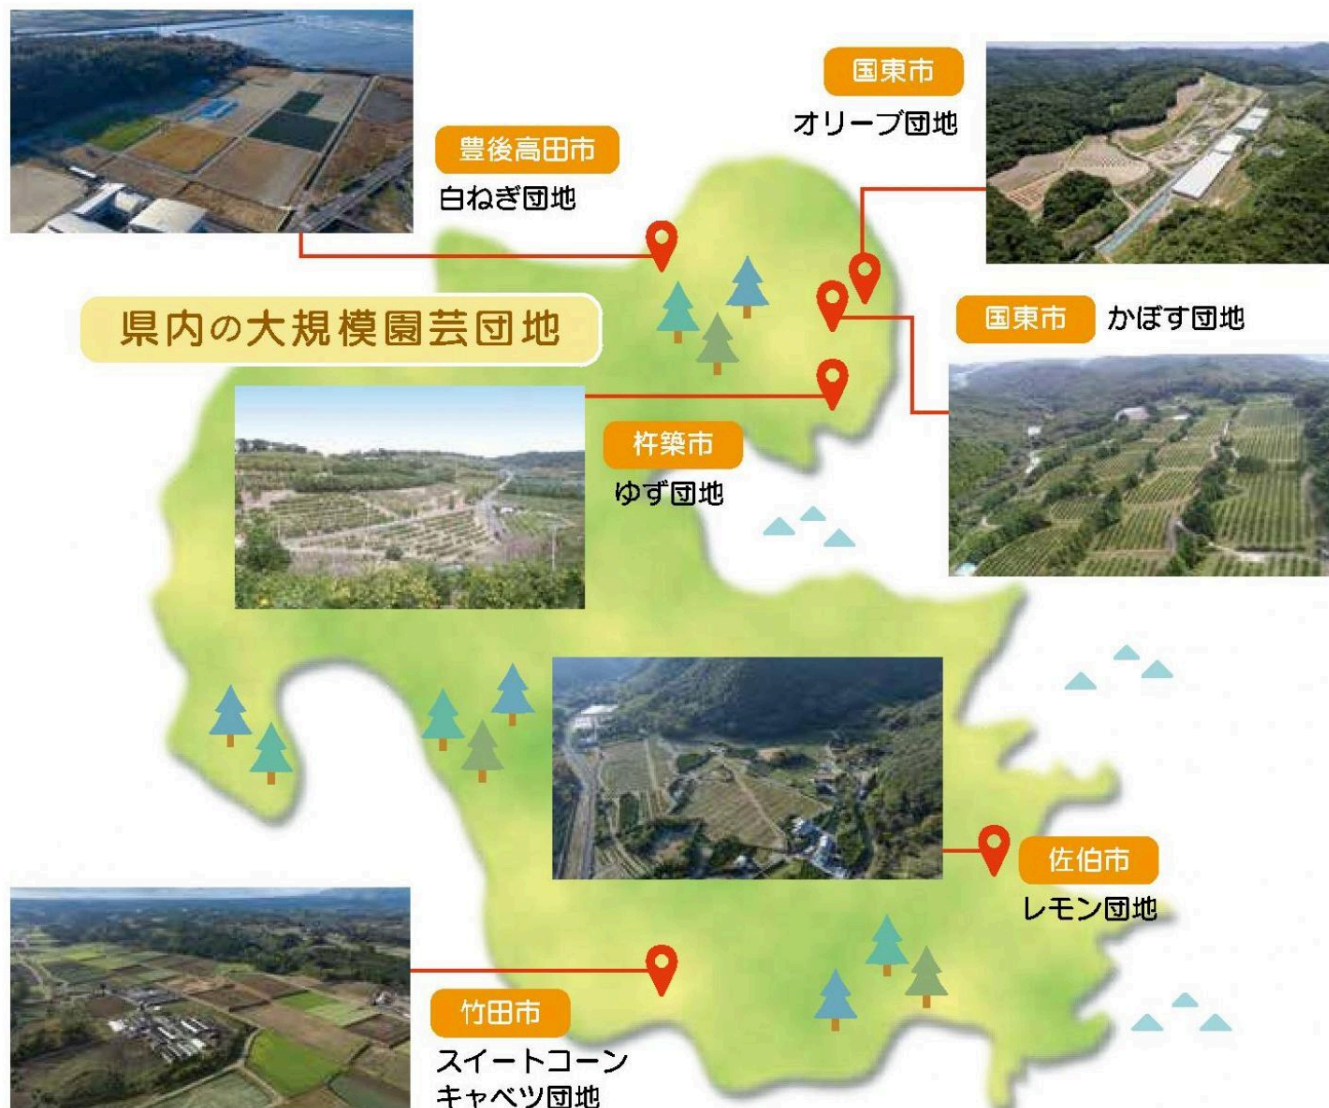 国東市
オリーブ団地
豊後高田市
白ねぎ団地
県内の大規模園芸団地
国東市 かぼす団地
杵築市
ゆず団地
佐伯市
レモン団地
竹田市
スイートコーン
キャベツ団地